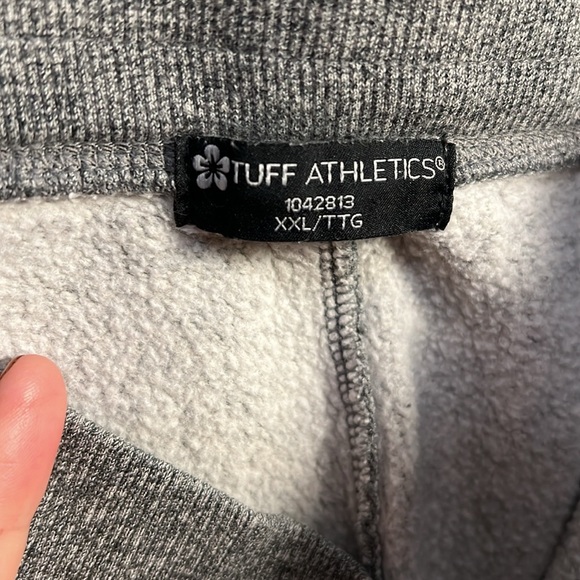 TUFF ATHLETICS®
1042813
XXL/TTG